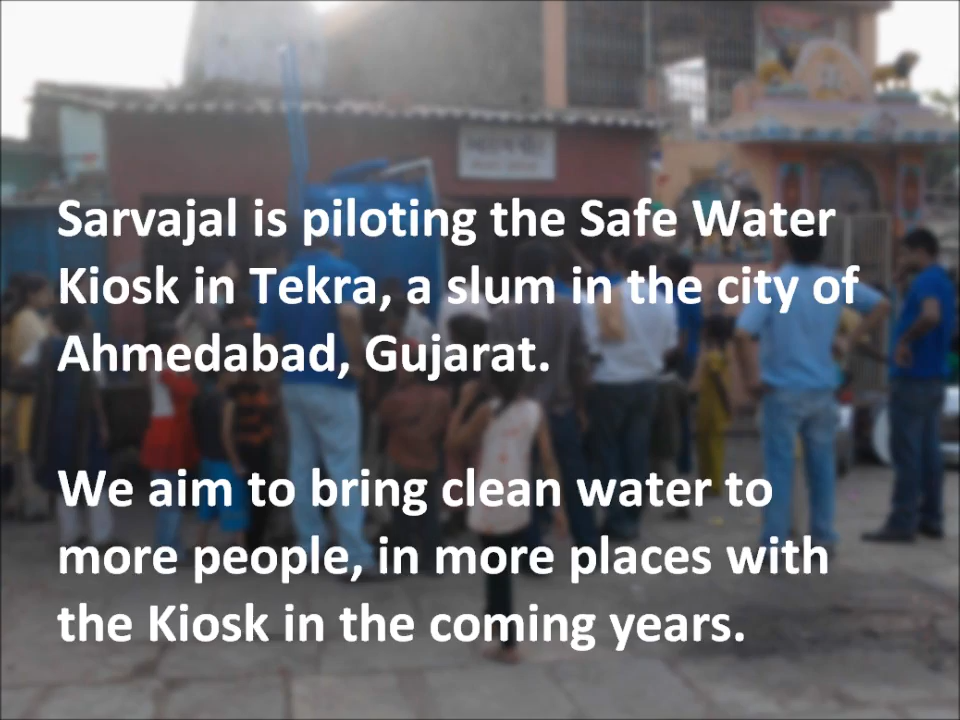 Sarvajal is piloting the Safe Water
Kiosk in Tekra, a slum in the city of
Ahmedabad, Gujarat.
We aim to bring clean water to
more people, in more places with
the Kiosk in the coming years.